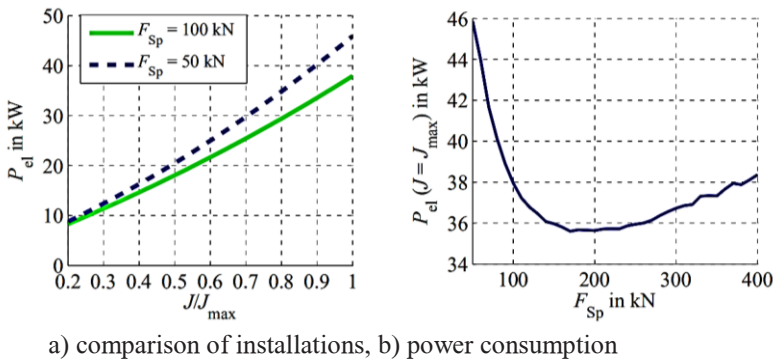 50
40
30
20
10
0
P_el in kW
F_Sp = 100 kN
F_Sp = 50 kN
0.2 0.3 0.4 0.5 0.6 0.7 0.8 0.9 1
J/J_max
46
44
42
40
38
36
34
P_el (J = J_max) in kW
100 200 300 400
F_Sp in kN
a) comparison of installations, b) power consumption